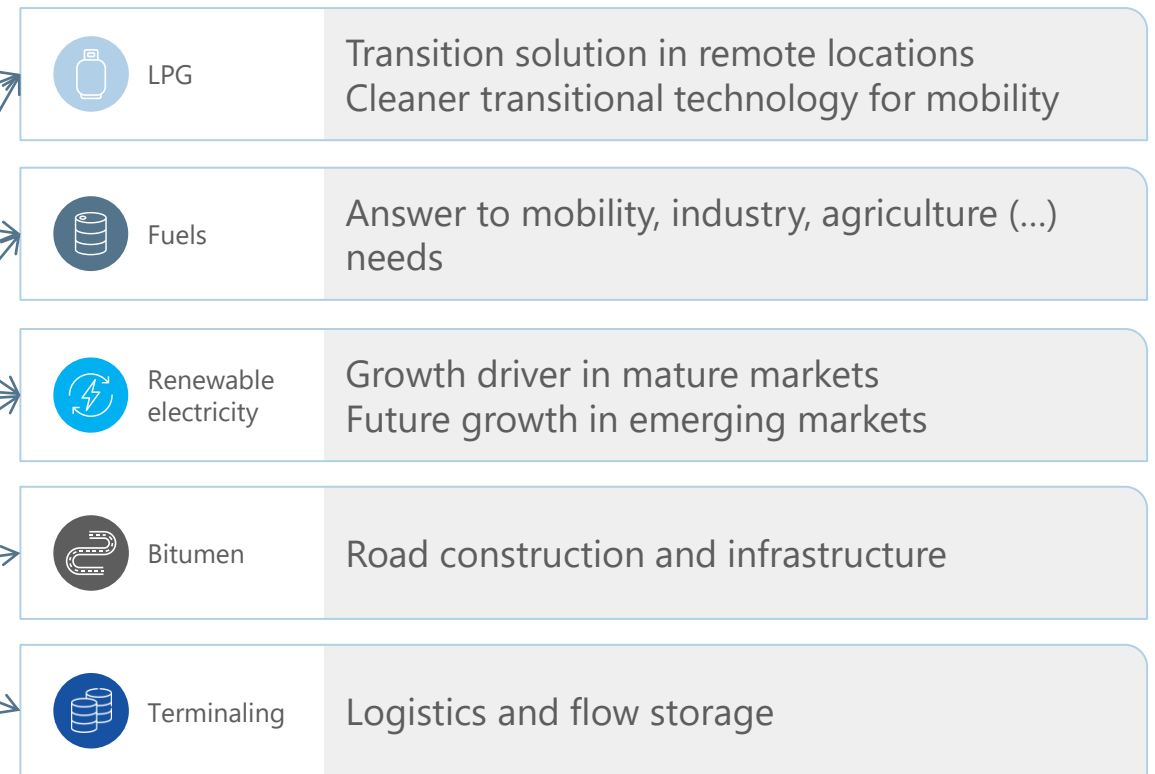 LPG
Transition solution in remote locations
Cleaner transitional technology for mobility
Fuels
Answer to mobility, industry, agriculture (…)
needs
Renewable
electricity
Growth driver in mature markets
Future growth in emerging markets
Bitumen
Road construction and infrastructure
Terminaling
Logistics and flow storage